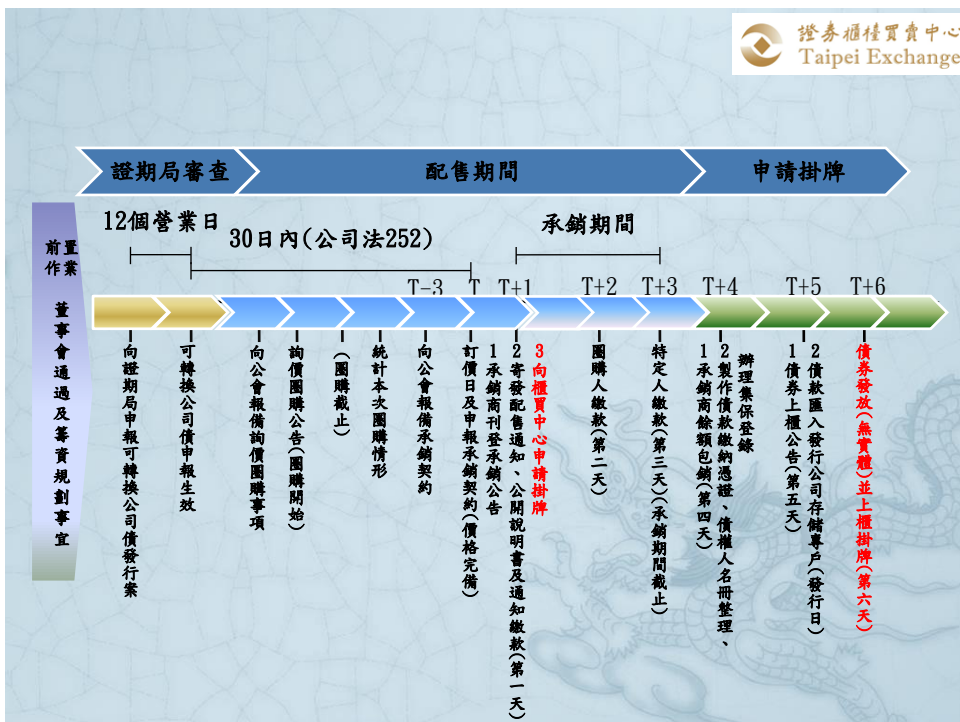 證券櫃檯買賣中心
Taipei Exchange
證期局審查
配售期間
申請掛牌
12個營業日
30日內(公司法252)
承銷期間
前置
作業
董事會通過及籌資規劃事宜
T-3
T
T+1
T+2
T+3
T+4
T+5
T+6
向證期局申報可轉換公司債發行案
可轉換公司債申報生效
向公會報備詢價圈購事項
詢價圈購公告(圈購開始)
(圈購截止)
統計本次圈購情形
向公會報備承銷契約
訂價日及申報承銷契約(價格完備)
1承銷商刊登承銷公告
2寄發配售通知、公開說明書及通知繳款(第一天)
3向櫃買中心申請掛牌
圈購人繳款(第二天)
特定人繳款(第三天)(承銷期間截止)
1承銷商餘額包銷(第四天)
2製作債款繳納憑證、債權人名冊整理、
辦理集保登錄
1債券上櫃公告(第五天)
2債款匯入發行公司存儲專戶(發行日)
債券發放(無實體)並上櫃掛牌(第六天)